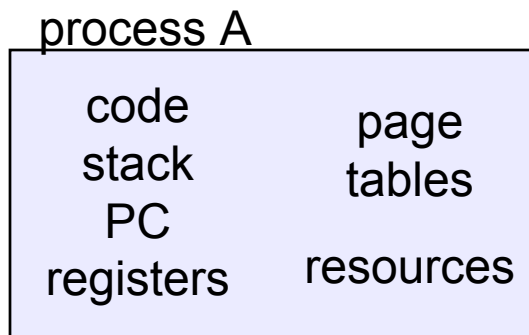 process A
code
stack
PC
registers
page
tables
resources